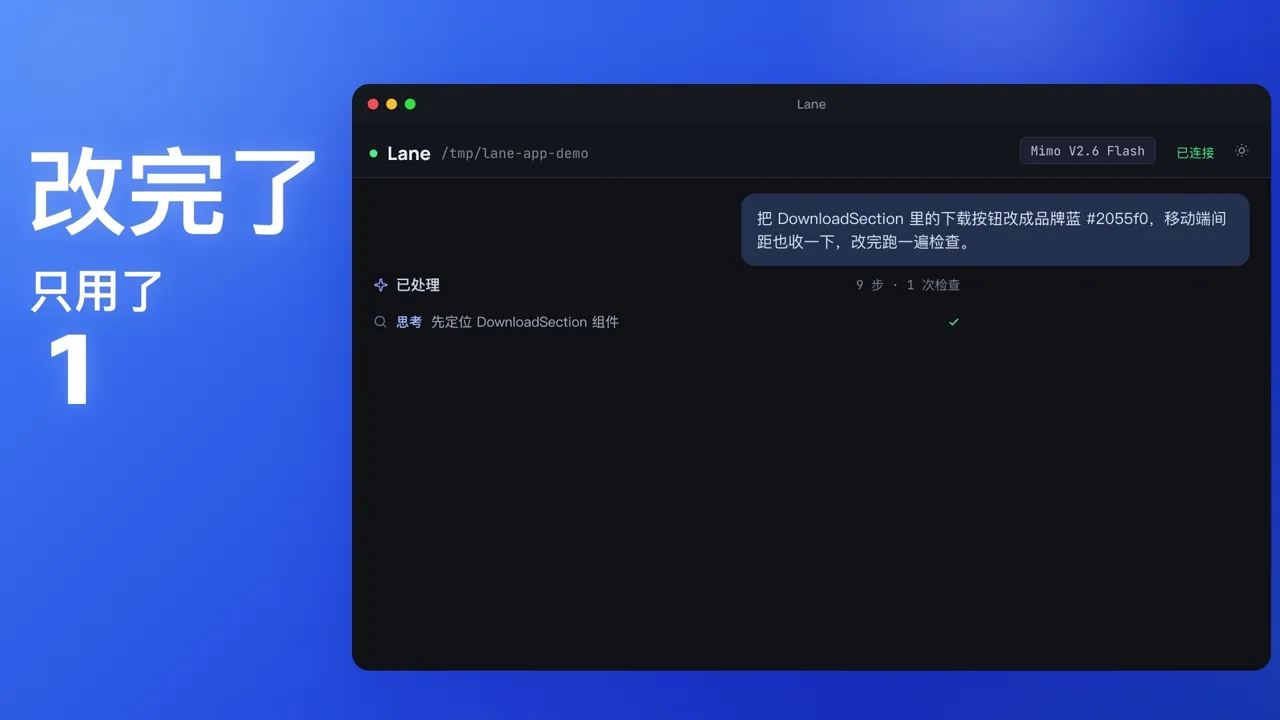 改完了
只用了
1
Lane
Lane /tmp/lane-app-demo
Mimo V2.6 Flash
已连接
把 DownloadSection 里的下载按钮改成品牌蓝 #2055f0，移动端间
距也收一下，改完跑一遍检查。
已处理
9 步 · 1 次检查
思考 先定位 DownloadSection 组件